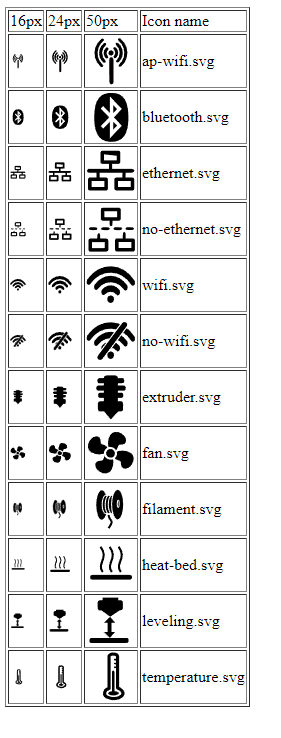 16px 24px 50px Icon name
ap-wifi.svg
bluetooth.svg
ethernet.svg
no-ethernet.svg
wifi.svg
no-wifi.svg
extruder.svg
fan.svg
filament.svg
heat-bed.svg
leveling.svg
temperature.svg